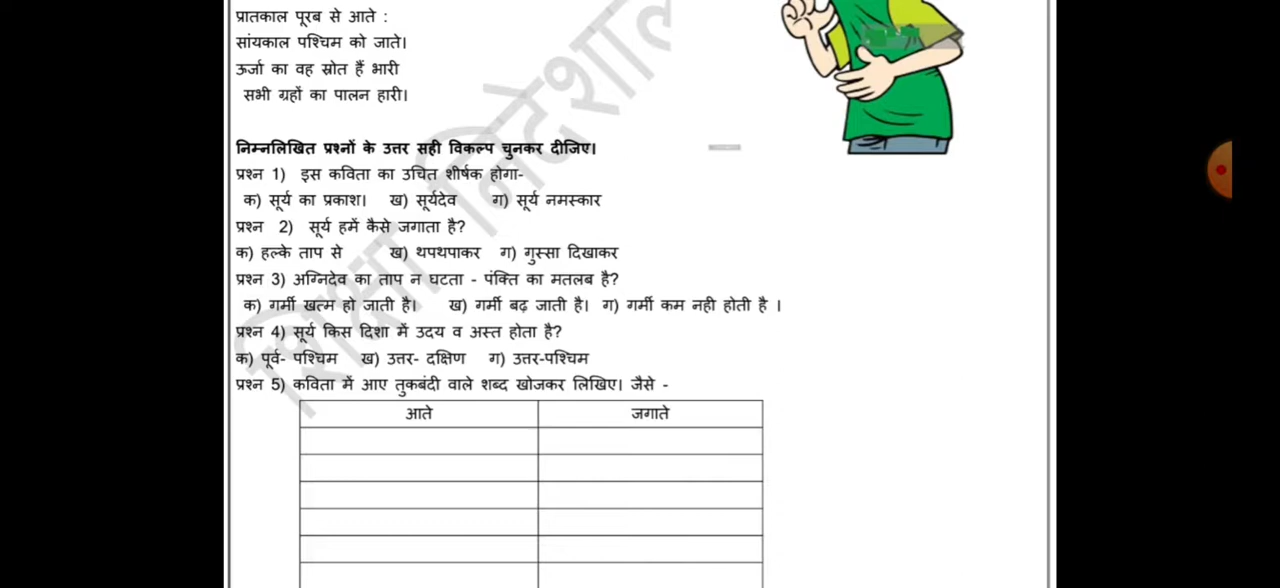 प्रातकाल पूरब से आते :
सांयकाल पश्चिम को जाते।
ऊर्जा का वह स्रोत हैं भारी
सभी ग्रहों का पालन हारी।
निम्नलिखित प्रश्नों के उत्तर सही विकल्प चुनकर दीजिए।
प्रश्न 1) इस कविता का उचित शीर्षक होगा-
क) सूर्य का प्रकाश। ख) सूर्यदेव ग) सूर्य नमस्कार
प्रश्न 2) सूर्य हमें कैसे जगाता है?
क) हल्के ताप से ख) थपथपाकर ग) गुस्सा दिखाकर
प्रश्न 3) अग्निदेव का ताप न घटता - पंक्ति का मतलब है?
क) गर्मी खत्म हो जाती है। ख) गर्मी बढ़ जाती है। ग) गर्मी कम नही होती है ।
प्रश्न 4) सूर्य किस दिशा में उदय व अस्त होता है?
क) पूर्व- पश्चिम ख) उत्तर- दक्षिण ग) उत्तर-पश्चिम
प्रश्न 5) कविता में आए तुकबंदी वाले शब्द खोजकर लिखिए। जैसे -
आते जगाते
शिक्षा निदेशाल